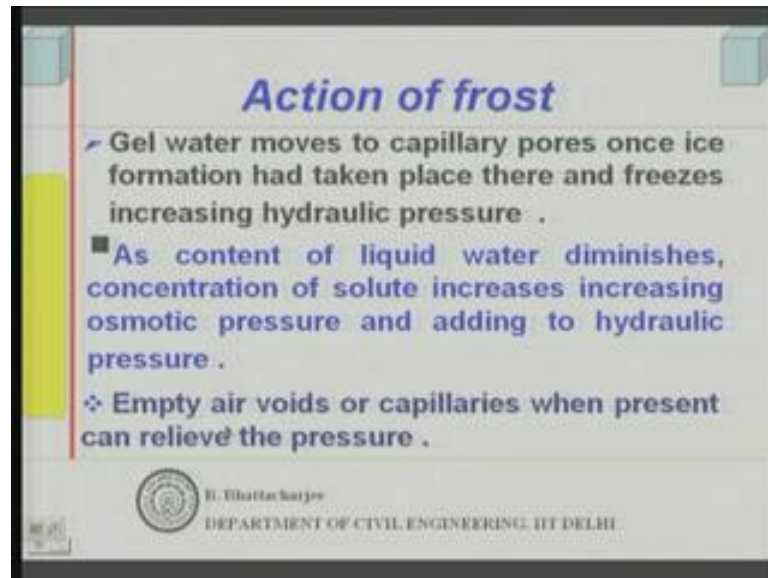 Action of frost
Gel water moves to capillary pores once ice
formation had taken place there and freezes
increasing hydraulic pressure .
As content of liquid water diminishes,
concentration of solute increases increasing
osmotic pressure and adding to hydraulic
pressure .
Empty air voids or capillaries when present
can relieve the pressure .
B. Bhattacharjee
DEPARTMENT OF CIVIL ENGINEERING, IIT DELHI